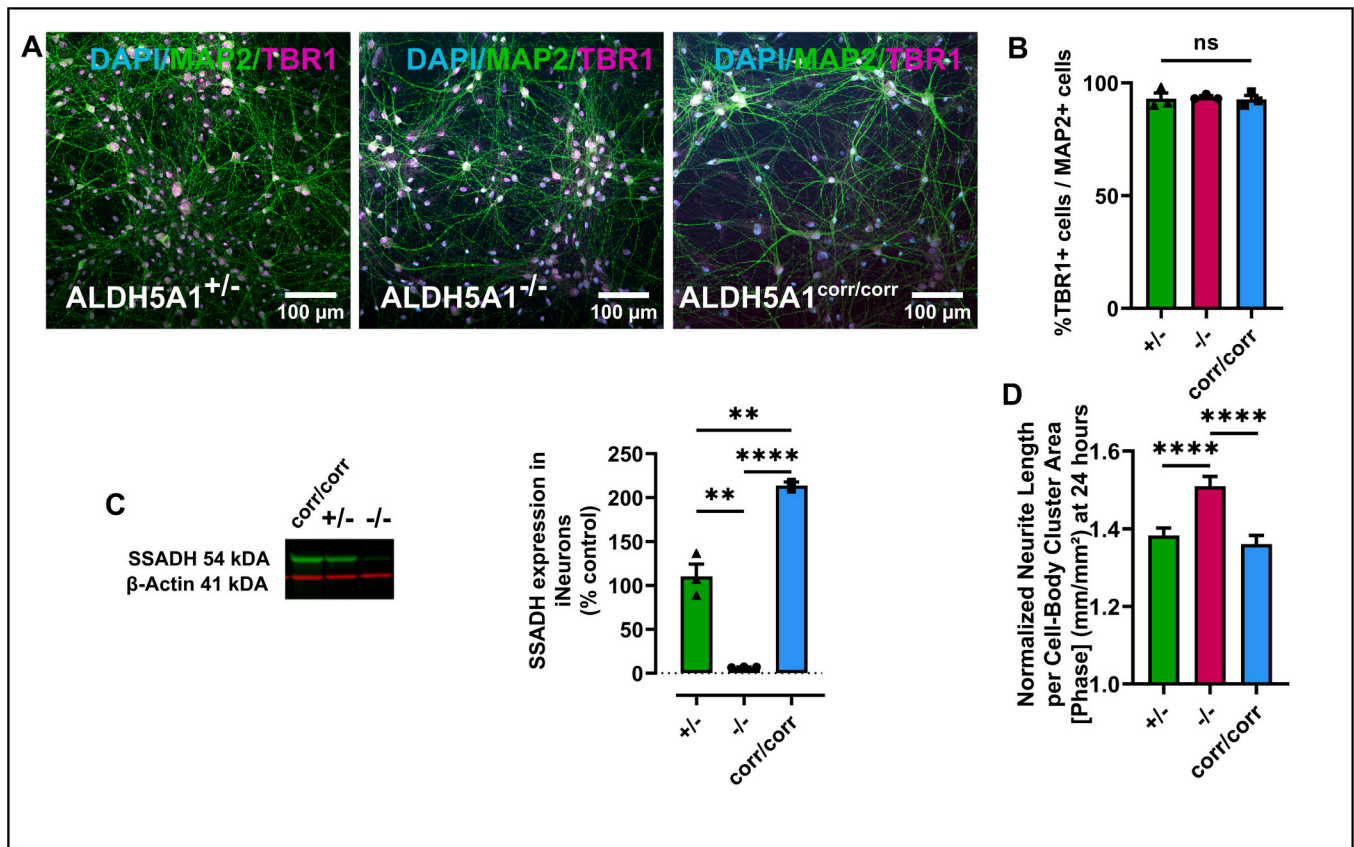 A
DAPI/MAP2/TBR1
ALDH5A1+/-
100 µm
DAPI/MAP2/TBR1
ALDH5A1-/-
100 µm
DAPI/MAP2/TBR1
ALDH5A1corr/corr
100 µm
B
ns
%TBR1+ cells / MAP2+ cells
100
50
0
+/-
-/-
corr/corr
C
corr/corr
+/-
-/-
SSADH 54 kDA
β-Actin 41 kDA
SSADH expression in
iNeurons
(% control)
**
****
**
250
200
150
100
50
0
+/-
-/-
corr/corr
D
Normalized Neurite Length
per Cell-Body Cluster Area
[Phase] (mm/mm²) at 24 hours
****
****
1.6
1.4
1.2
1.0
+/-
-/-
corr/corr